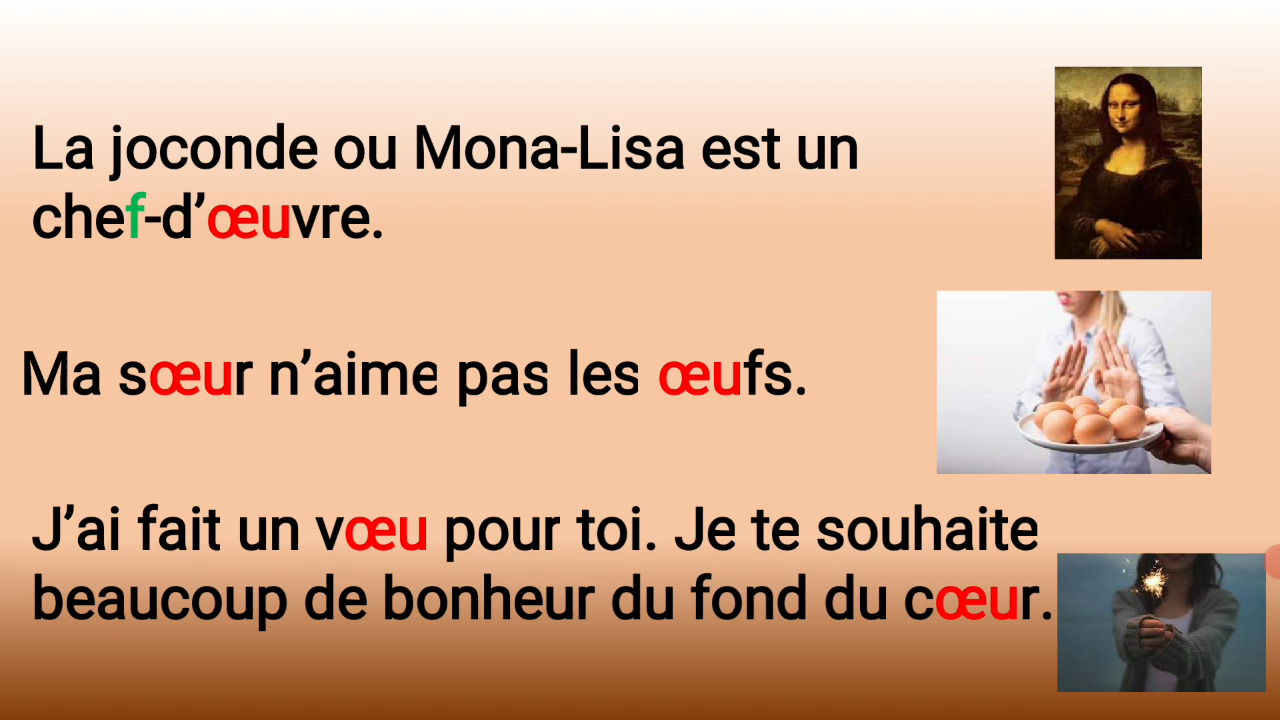 La joconde ou Mona-Lisa est un
chef-d’œuvre.
Ma sœur n’aime pas les œufs.
J’ai fait un vœu pour toi. Je te souhaite
beaucoup de bonheur du fond du cœur.